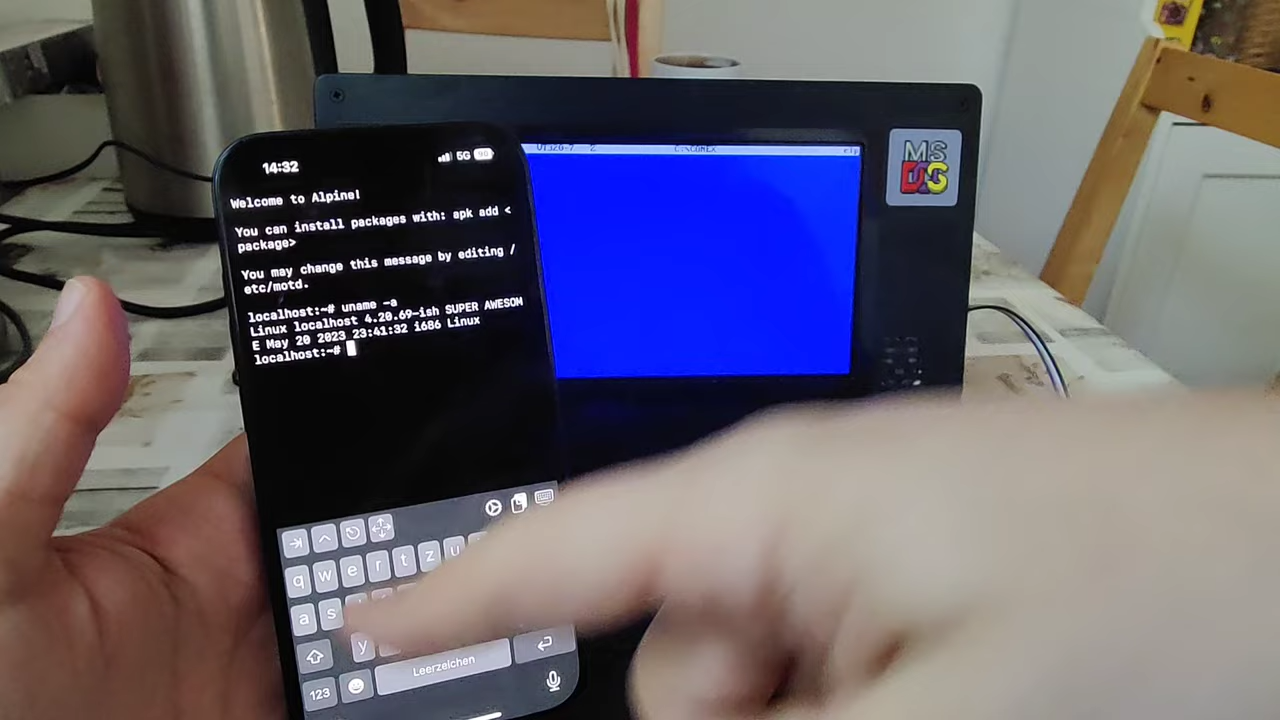 14:32
5G
90
Welcome to Alpine!
You can install packages with: apk add <
package>
You may change this message by editing /
etc/motd.
localhost:~# uname -a
Linux localhost 4.20.69-ish SUPER AWESOM
E May 20 2023 23:41:32 i686 Linux
localhost:~#
MS
DOS
q w e r t z u
a s
y
123
Leerzeichen